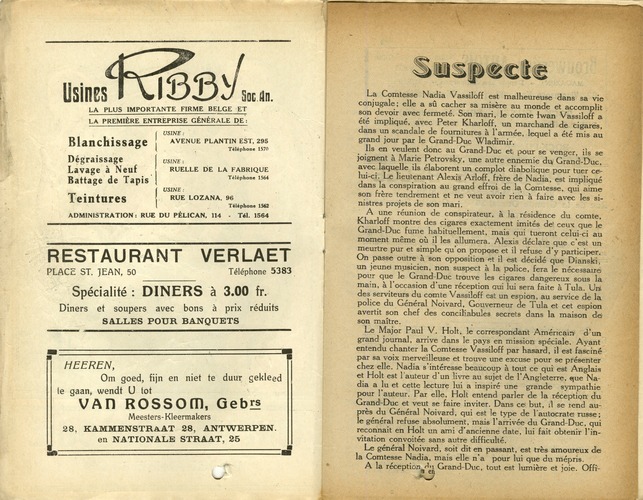 Usines RIBBY Soc. An.
LA PLUS IMPORTANTE FIRME BELGE ET
LA PREMIÈRE ENTREPRISE GÉNÉRALE DE :
Blanchissage
USINE :
AVENUE PLANTIN EST, 295
Téléphone 1570
Dégraissage
Lavage à Neuf
Battage de Tapis
USINE :
RUELLE DE LA FABRIQUE
Téléphone 1564
Teintures
USINE :
RUE LOZANA, 96
Téléphone 1562
ADMINISTRATION : RUE DU PÉLICAN, 114 - Tél. 1564
RESTAURANT VERLAET
PLACE ST. JEAN, 50 Téléphone 5383
Spécialité : DINERS à 3.00 fr.
Diners et soupers avec bons à prix réduits
SALLES POUR BANQUETS
HEEREN,
Om goed, fijn en niet te duur gekleed
te gaan, wendt U tot
VAN ROSSOM, Gebrs
Meesters-Kleermakers
28, KAMMENSTRAAT 28, ANTWERPEN.
en NATIONALE STRAAT, 25
Suspecte
La Comtesse Nadia Vassiloff est malheureuse dans sa vie
conjugale ; elle a sû cacher sa misère au monde et accomplit
son devoir avec fermeté. Son mari, le comte Iwan Vassiloff a
été impliqué, avec Peter Kharloff, un marchand de cigares,
dans un scandale de fournitures à l'armée, lequel a été mis au
grand jour par le Grand-Duc Wladimir.
Ils en veulent donc au Grand-Duc et pour se venger, ils se
joignent à Marie Petrovsky, une autre ennemie du Grand-Duc,
avec laquelle ils élaborent un complot diabolique pour tuer ce-
lui-ci. Le lieutenant Alexis Arloff, frère de Nadia, est impliqué
dans la conspiration au grand effroi de la Comtesse, qui aime
son frère tendrement et ne veut avoir rien à faire avec les si-
nistres projets de son mari.
A une réunion de conspirateur, à la résidence du comte,
Kharloff montre des cigares exactement imités de ceux que le
Grand-Duc fume habituellement, mais qui tueront celui-ci au
moment même où il les allumera. Alexis déclare que c'est un
meurtre pur et simple qu'on propose et il refuse d'y participer.
On passe outre à son opposition et il est décidé que Dianski,
un jeune musicien, non suspect à la police, fera le nécessaire
pour que le Grand-Duc trouve les cigares dangereux sous la
main, à l'occasion d'une réception qui lui sera faite à Tula. Un
des serviteurs du comte Vassiloff est un espion, au service de la
police du Général Noivard, Gouverneur de Tula et cet espion
avertit son chef des conciliabules secrets dans la maison de
son maître.
Le Major Paul V. Holt, le correspondant Américain d'un
grand journal, arrive dans le pays en mission spéciale. Ayant
entendu chanter la Comtesse Vassiloff par hasard, il est fasciné
par sa voix merveilleuse et trouve une excuse pour se présenter
chez elle. Nadia s'intéresse beaucoup à tout ce qui est Anglais
et Holt est l'auteur d'un livre au sujet de l'Angleterre, que Na-
dia a lu et cette lecture lui a inspiré une grande sympathie
pour l'auteur. Par elle, Holt entend parler de la réception du
Grand-Duc et veut se faire inviter. Dans ce but, il se rend au-
près du Général Noivard, qui est le type de l'autocrate russe ;
le général refuse absolument, mais l'arrivée du Grand-Duc, qui
reconnait en Holt un ami d'ancienne date, lui fait obtenir l'in-
vitation convoitée sans autre difficulté.
Le général Noivard, soit dit en passant, est très amoureux de
la Comtesse Nadia, mais elle n'a pour lui que du mépris.
A la réception du Grand-Duc, tout est lumière et joie. Offi-